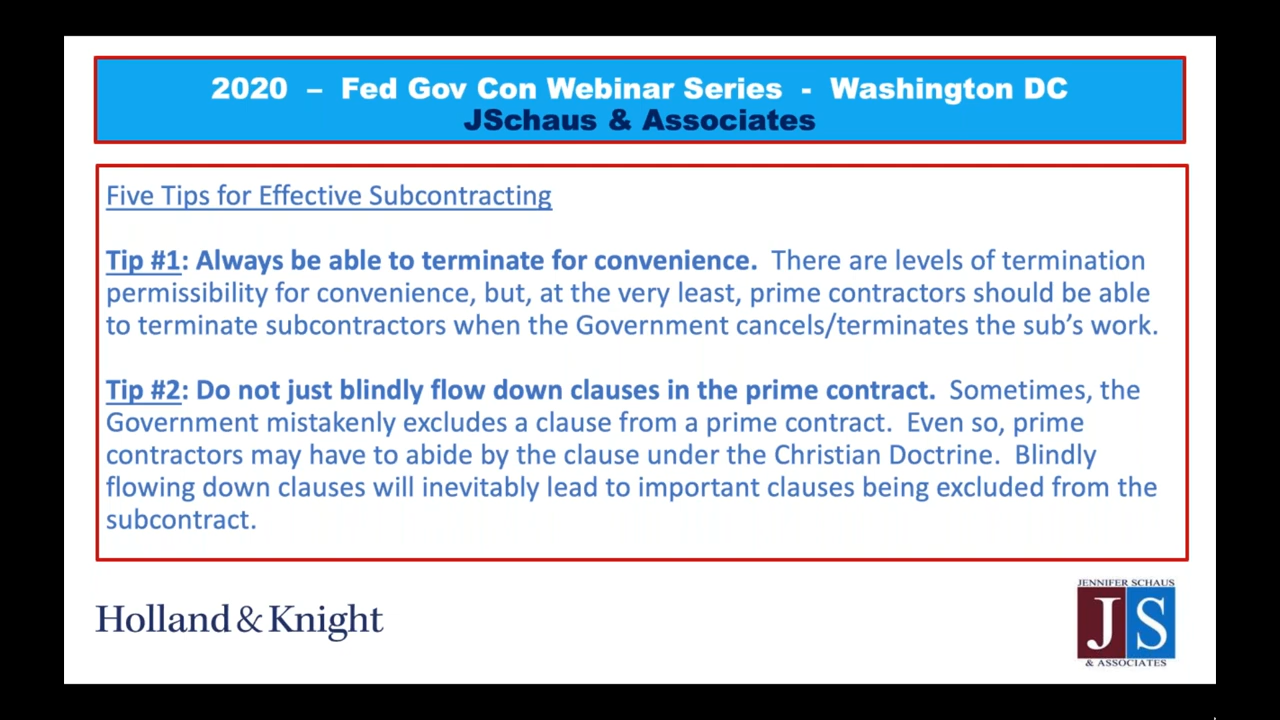 2020 – Fed Gov Con Webinar Series - Washington DC
JSchaus & Associates
Five Tips for Effective Subcontracting
Tip #1: Always be able to terminate for convenience. There are levels of termination
permissibility for convenience, but, at the very least, prime contractors should be able
to terminate subcontractors when the Government cancels/terminates the sub's work.
Tip #2: Do not just blindly flow down clauses in the prime contract. Sometimes, the
Government mistakenly excludes a clause from a prime contract. Even so, prime
contractors may have to abide by the clause under the Christian Doctrine. Blindly
flowing down clauses will inevitably lead to important clauses being excluded from the
subcontract.
Holland & Knight
JENNIFER SCHAUS
JS
& ASSOCIATES